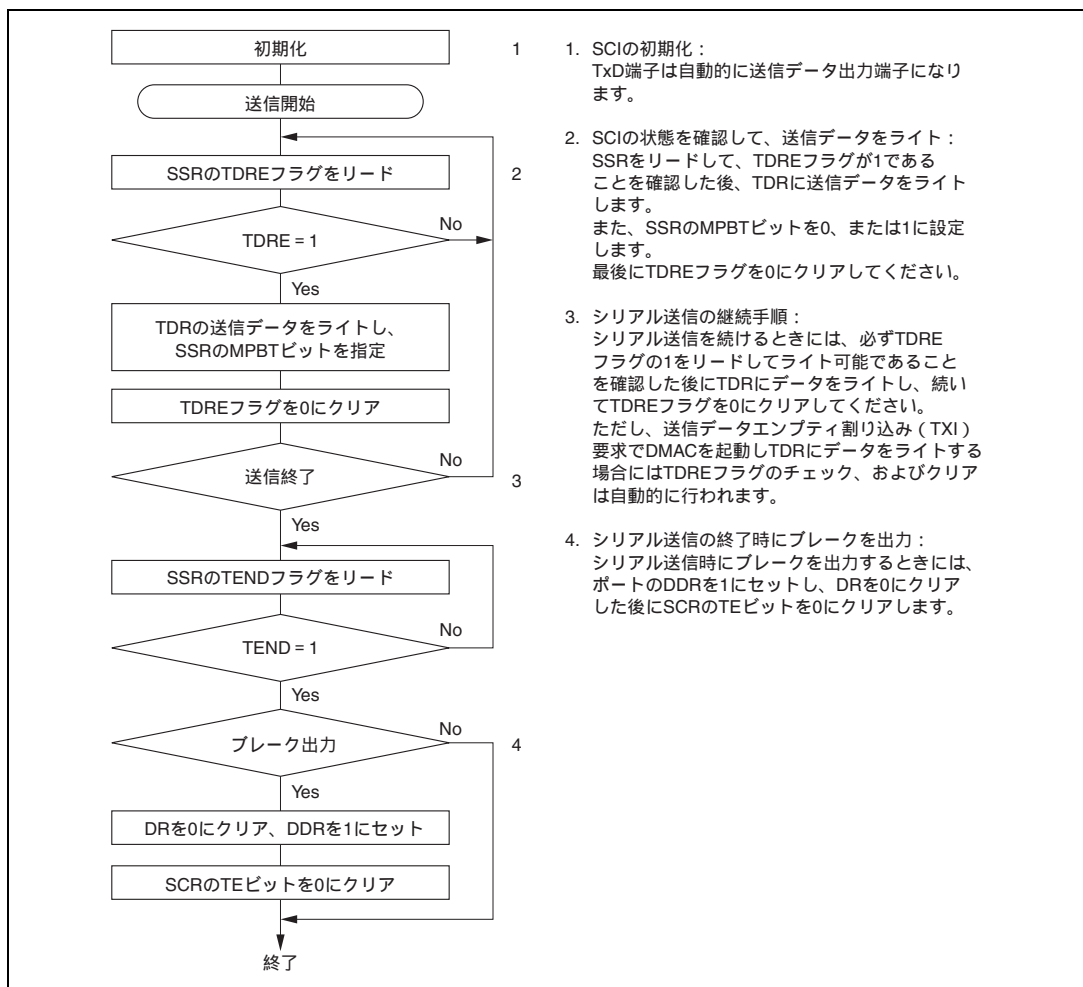 初期化
1
送信開始
SSRのTDREフラグをリード
2
TDRE = 1
No
Yes
TDRの送信データをライトし、
SSRのMPBTビットを指定
TDREフラグを0にクリア
送信終了
No
3
Yes
SSRのTENDフラグをリード
TEND = 1
No
Yes
ブレーク出力
No
4
Yes
DRを0にクリア、DDRを1にセット
SCRのTEビットを0にクリア
終了
1. SCIの初期化：
TxD端子は自動的に送信データ出力端子になり
ます。
2. SCIの状態を確認して、送信データをライト：
SSRをリードして、TDREフラグが1である
ことを確認した後、TDRに送信データをライト
します。
また、SSRのMPBTビットを0、または1に設定
します。
最後にTDREフラグを0にクリアしてください。
3. シリアル送信の継続手順：
シリアル送信を続けるときには、必ずTDRE
フラグの1をリードしてライト可能であること
を確認した後にTDRにデータをライトし、続い
てTDREフラグを0にクリアしてください。
ただし、送信データエンプティ割り込み（TXI）
要求でDMACを起動しTDRにデータをライトする
場合にはTDREフラグのチェック、およびクリア
は自動的に行われます。
4. シリアル送信の終了時にブレークを出力：
シリアル送信時にブレークを出力するときには、
ポートのDDRを1にセットし、DRを0にクリア
した後にSCRのTEビットを0にクリアします。